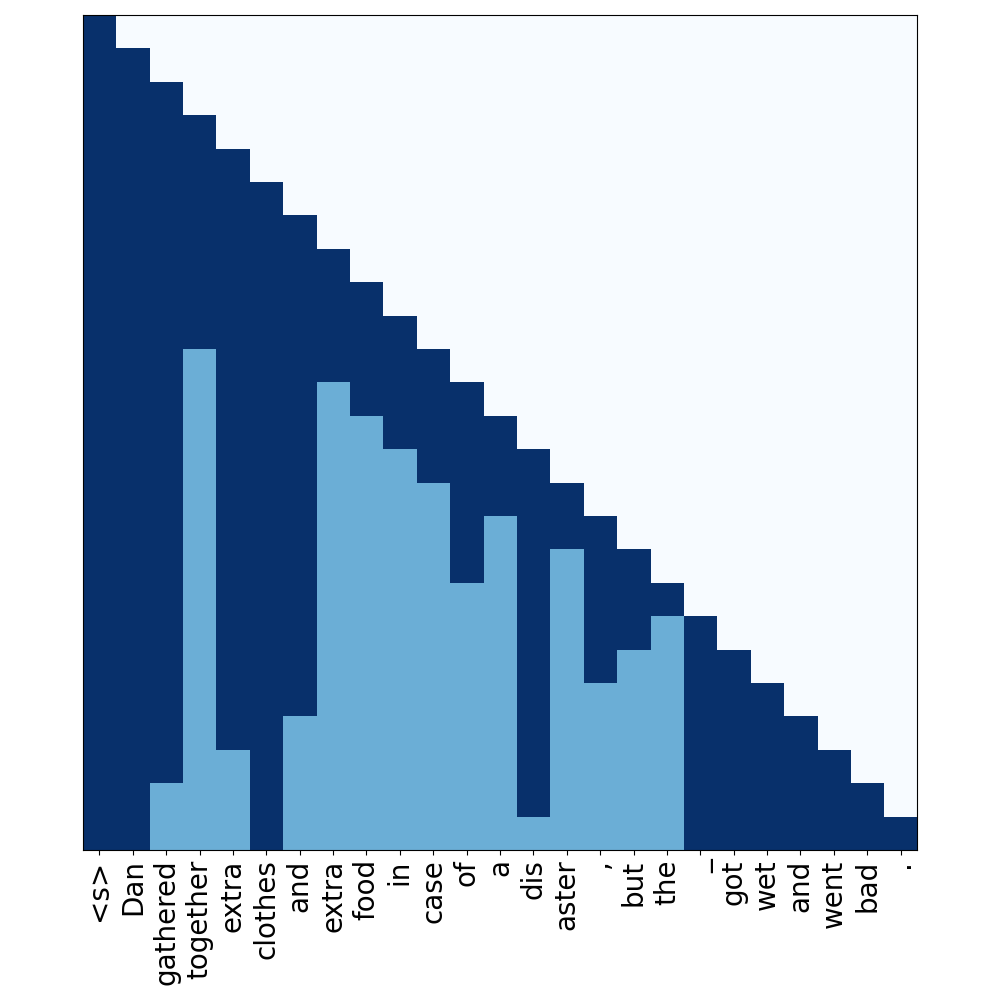 <s>
Dan
gathered
together
extra
clothes
and
extra
food
in
case
of
a
dis
aster
,
but
the
_
got
wet
and
went
bad
.